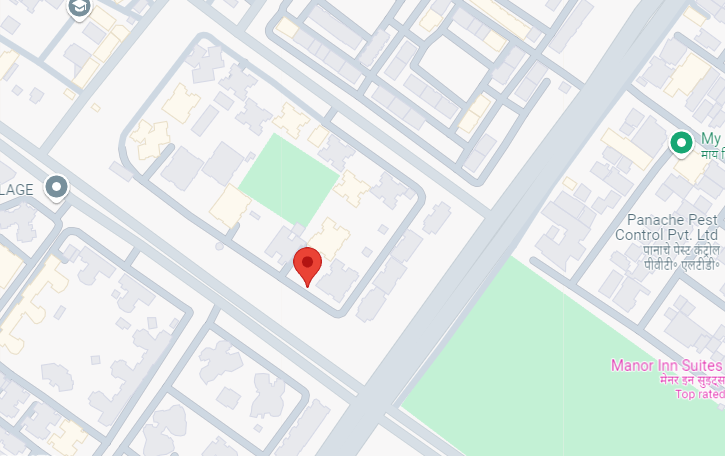 My
मायं
LAGE
Panache Pest
Control Pvt. Ltd
पानाचे पेस्ट कंट्रोल
पीवीटी॰ एलटीडी॰
Manor Inn Suites
मेनर इन सुइट्स
Top rated